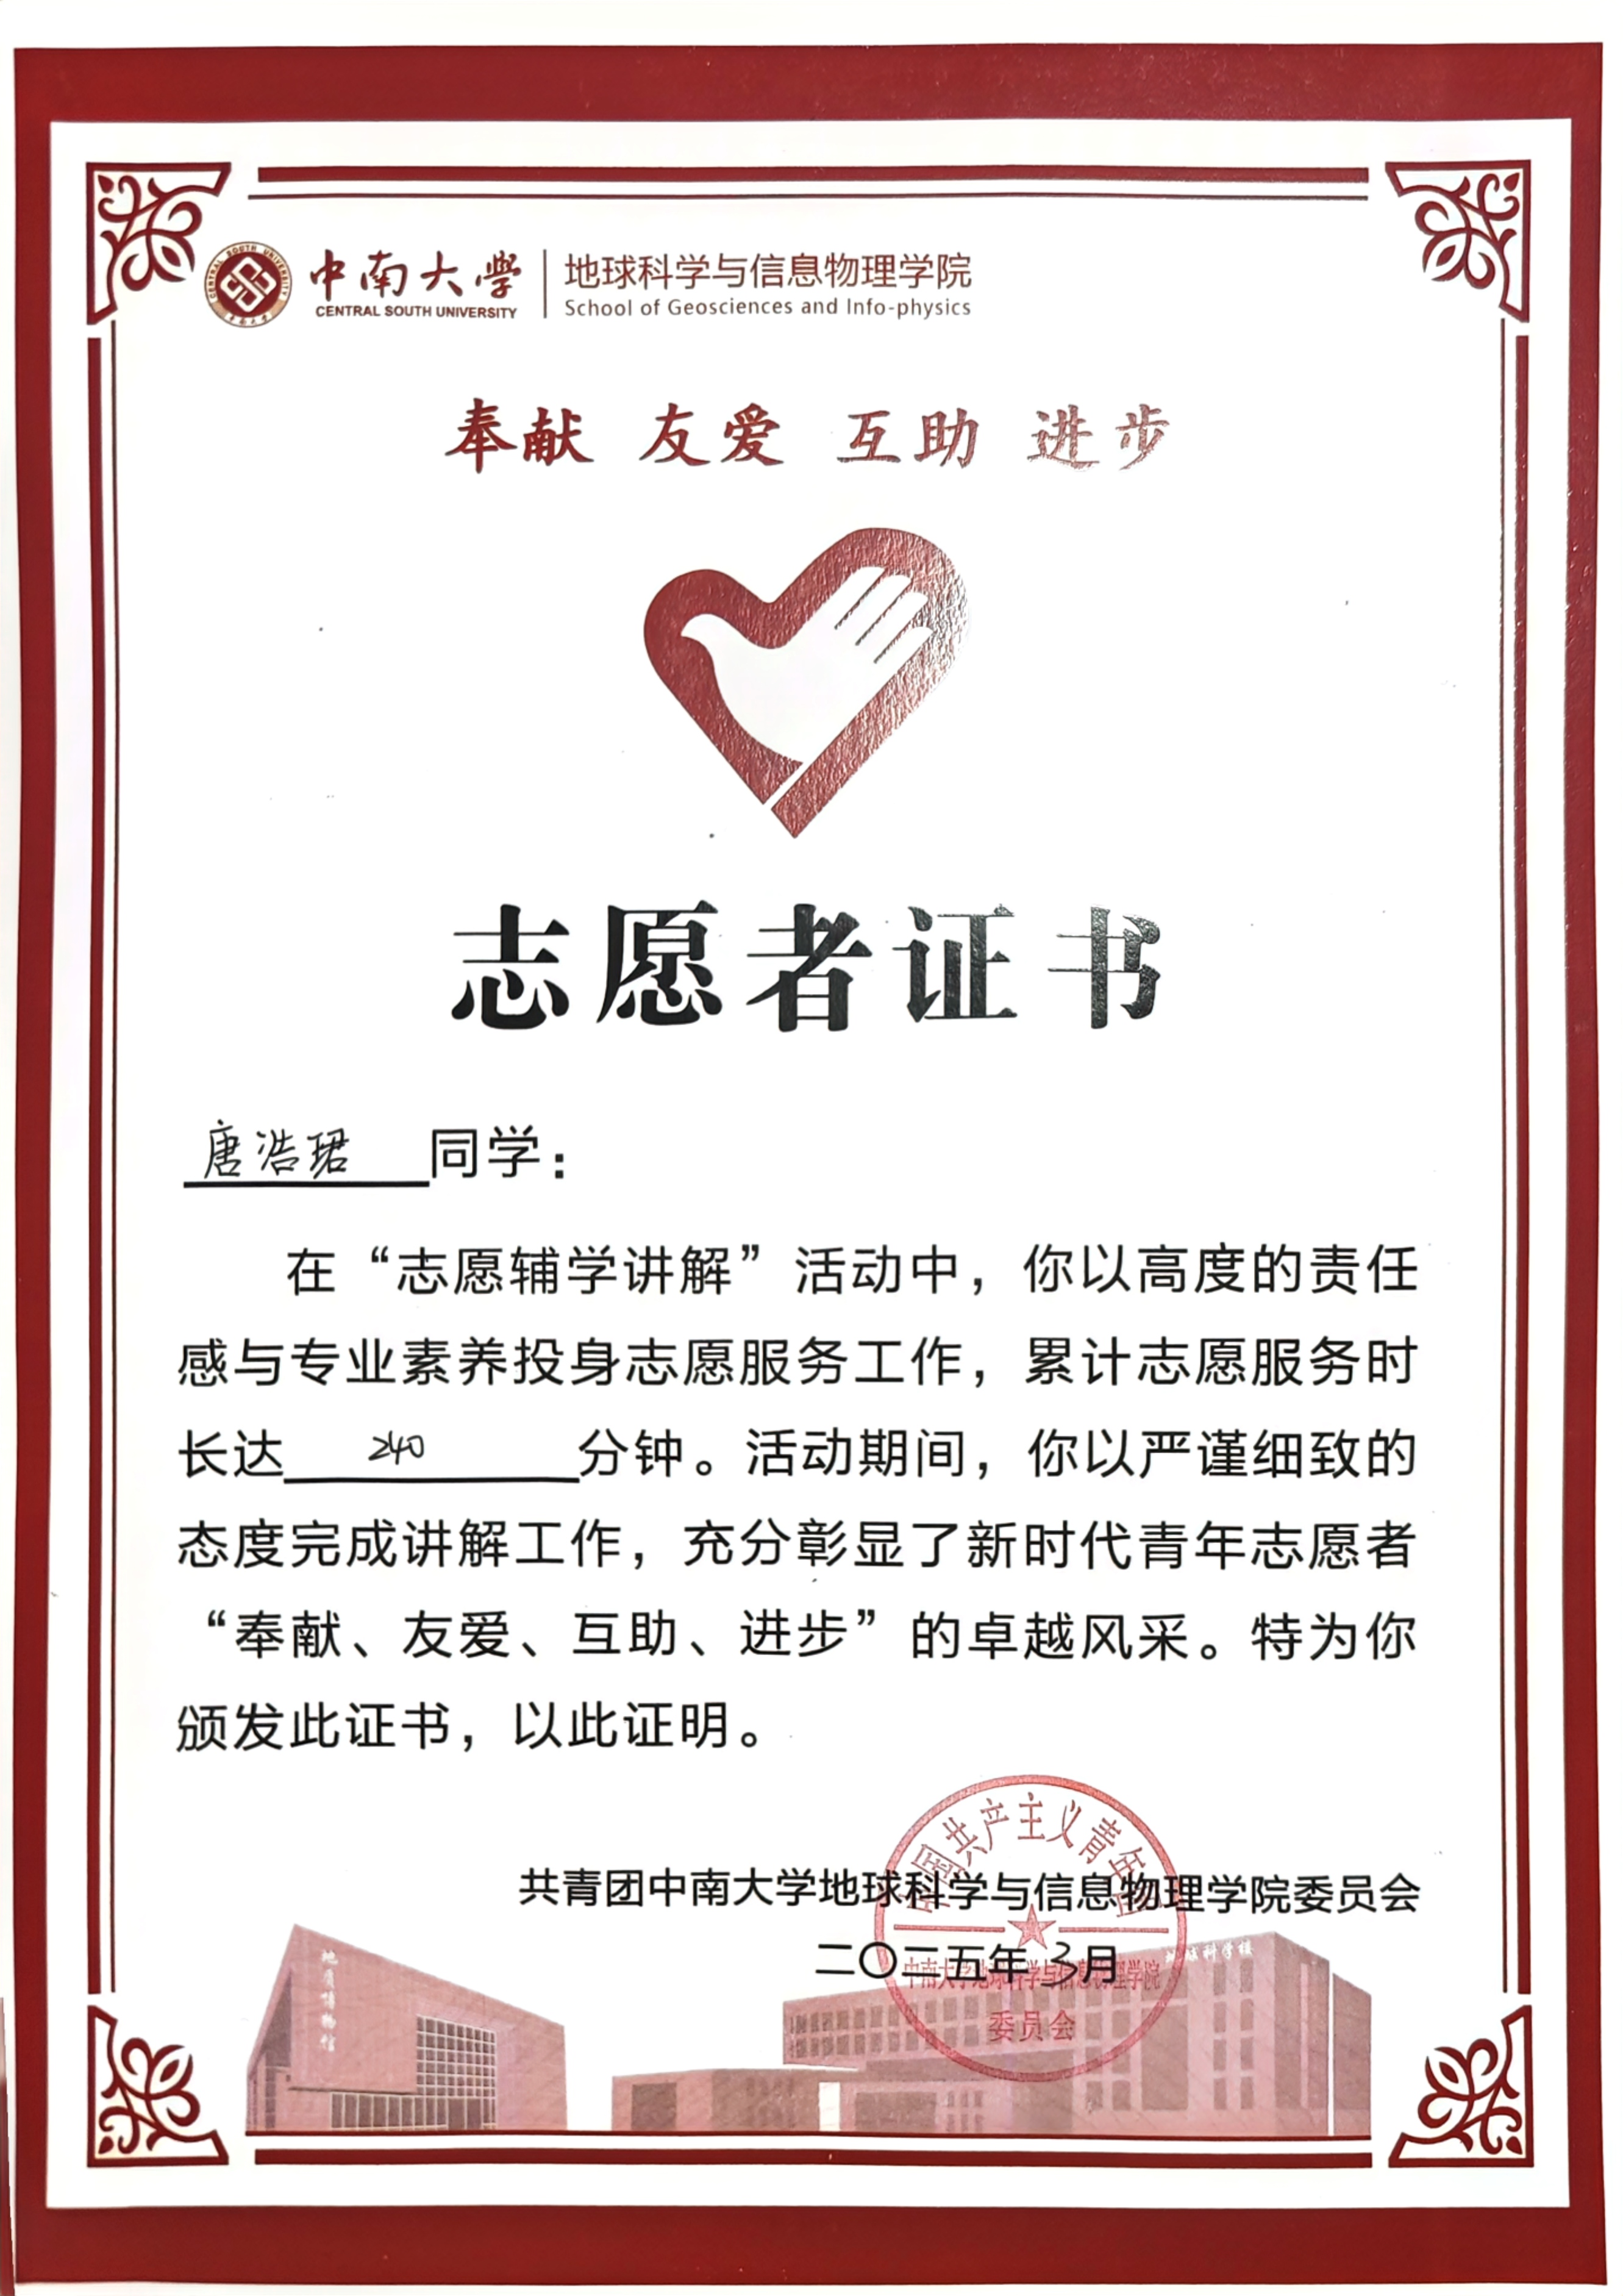 中南大学
CENTRAL SOUTH UNIVERSITY
地球科学与信息物理学院
School of Geosciences and Info-physics
奉献 友爱 互助 进步
志愿者证书
唐浩珺同学：
在“志愿辅学讲解”活动中，你以高度的责任
感与专业素养投身志愿服务工作，累计志愿服务时
长达240分钟。活动期间，你以严谨细致的
态度完成讲解工作，充分彰显了新时代青年志愿者
“奉献、友爱、互助、进步”的卓越风采。特为你
颁发此证书，以此证明。
共青团中南大学地球科学与信息物理学院委员会
二〇二五年3月
中国共产主义青年团
中南大学地球科学与信息物理学院
委员会
地质博物馆
地球科学楼